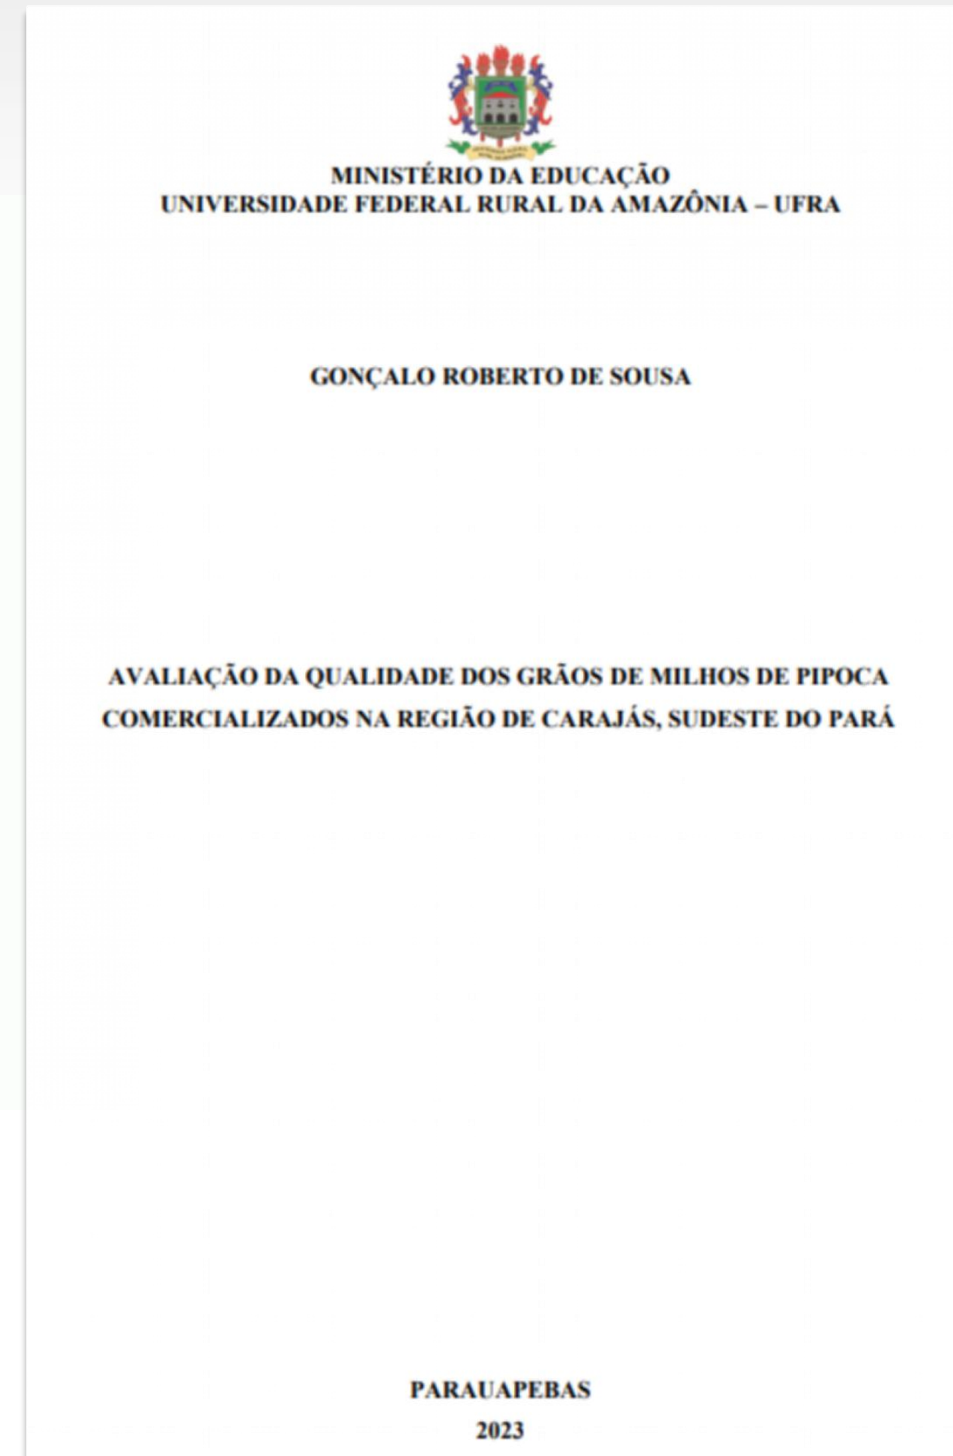 MINISTÉRIO DA EDUCAÇÃO
UNIVERSIDADE FEDERAL RURAL DA AMAZÔNIA – UFRA
GONÇALO ROBERTO DE SOUSA
AVALIAÇÃO DA QUALIDADE DOS GRÃOS DE MILHOS DE PIPOCA
COMERCIALIZADOS NA REGIÃO DE CARAJÁS, SUDESTE DO PARÁ
PARAUAPEBAS
2023